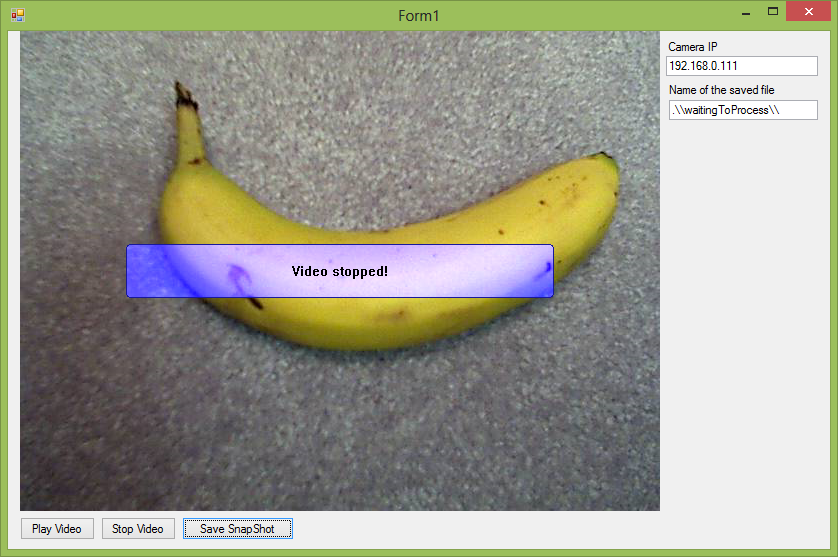 Form1
Camera IP
192.168.0.111
Name of the saved file
.\\waitingToProcess\\
Video stopped!
Play Video
Stop Video
Save SnapShot